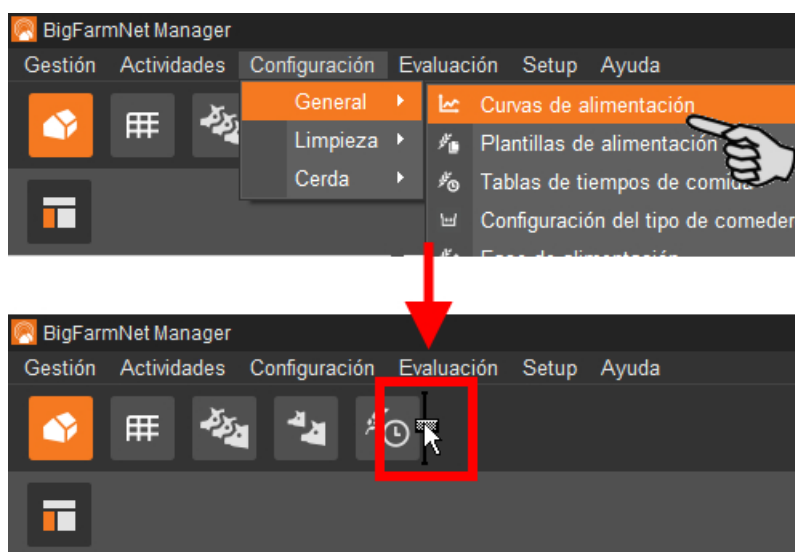 BigFarmNet Manager
Gestión Actividades Configuración Evaluación Setup Ayuda
General Curvas de alimentación
Limpieza Plantillas de alimentación
Cerda Tablas de tiempos de comida
Configuración del tipo de comeder
BigFarmNet Manager
Gestión Actividades Configuración Evaluación Setup Ayuda